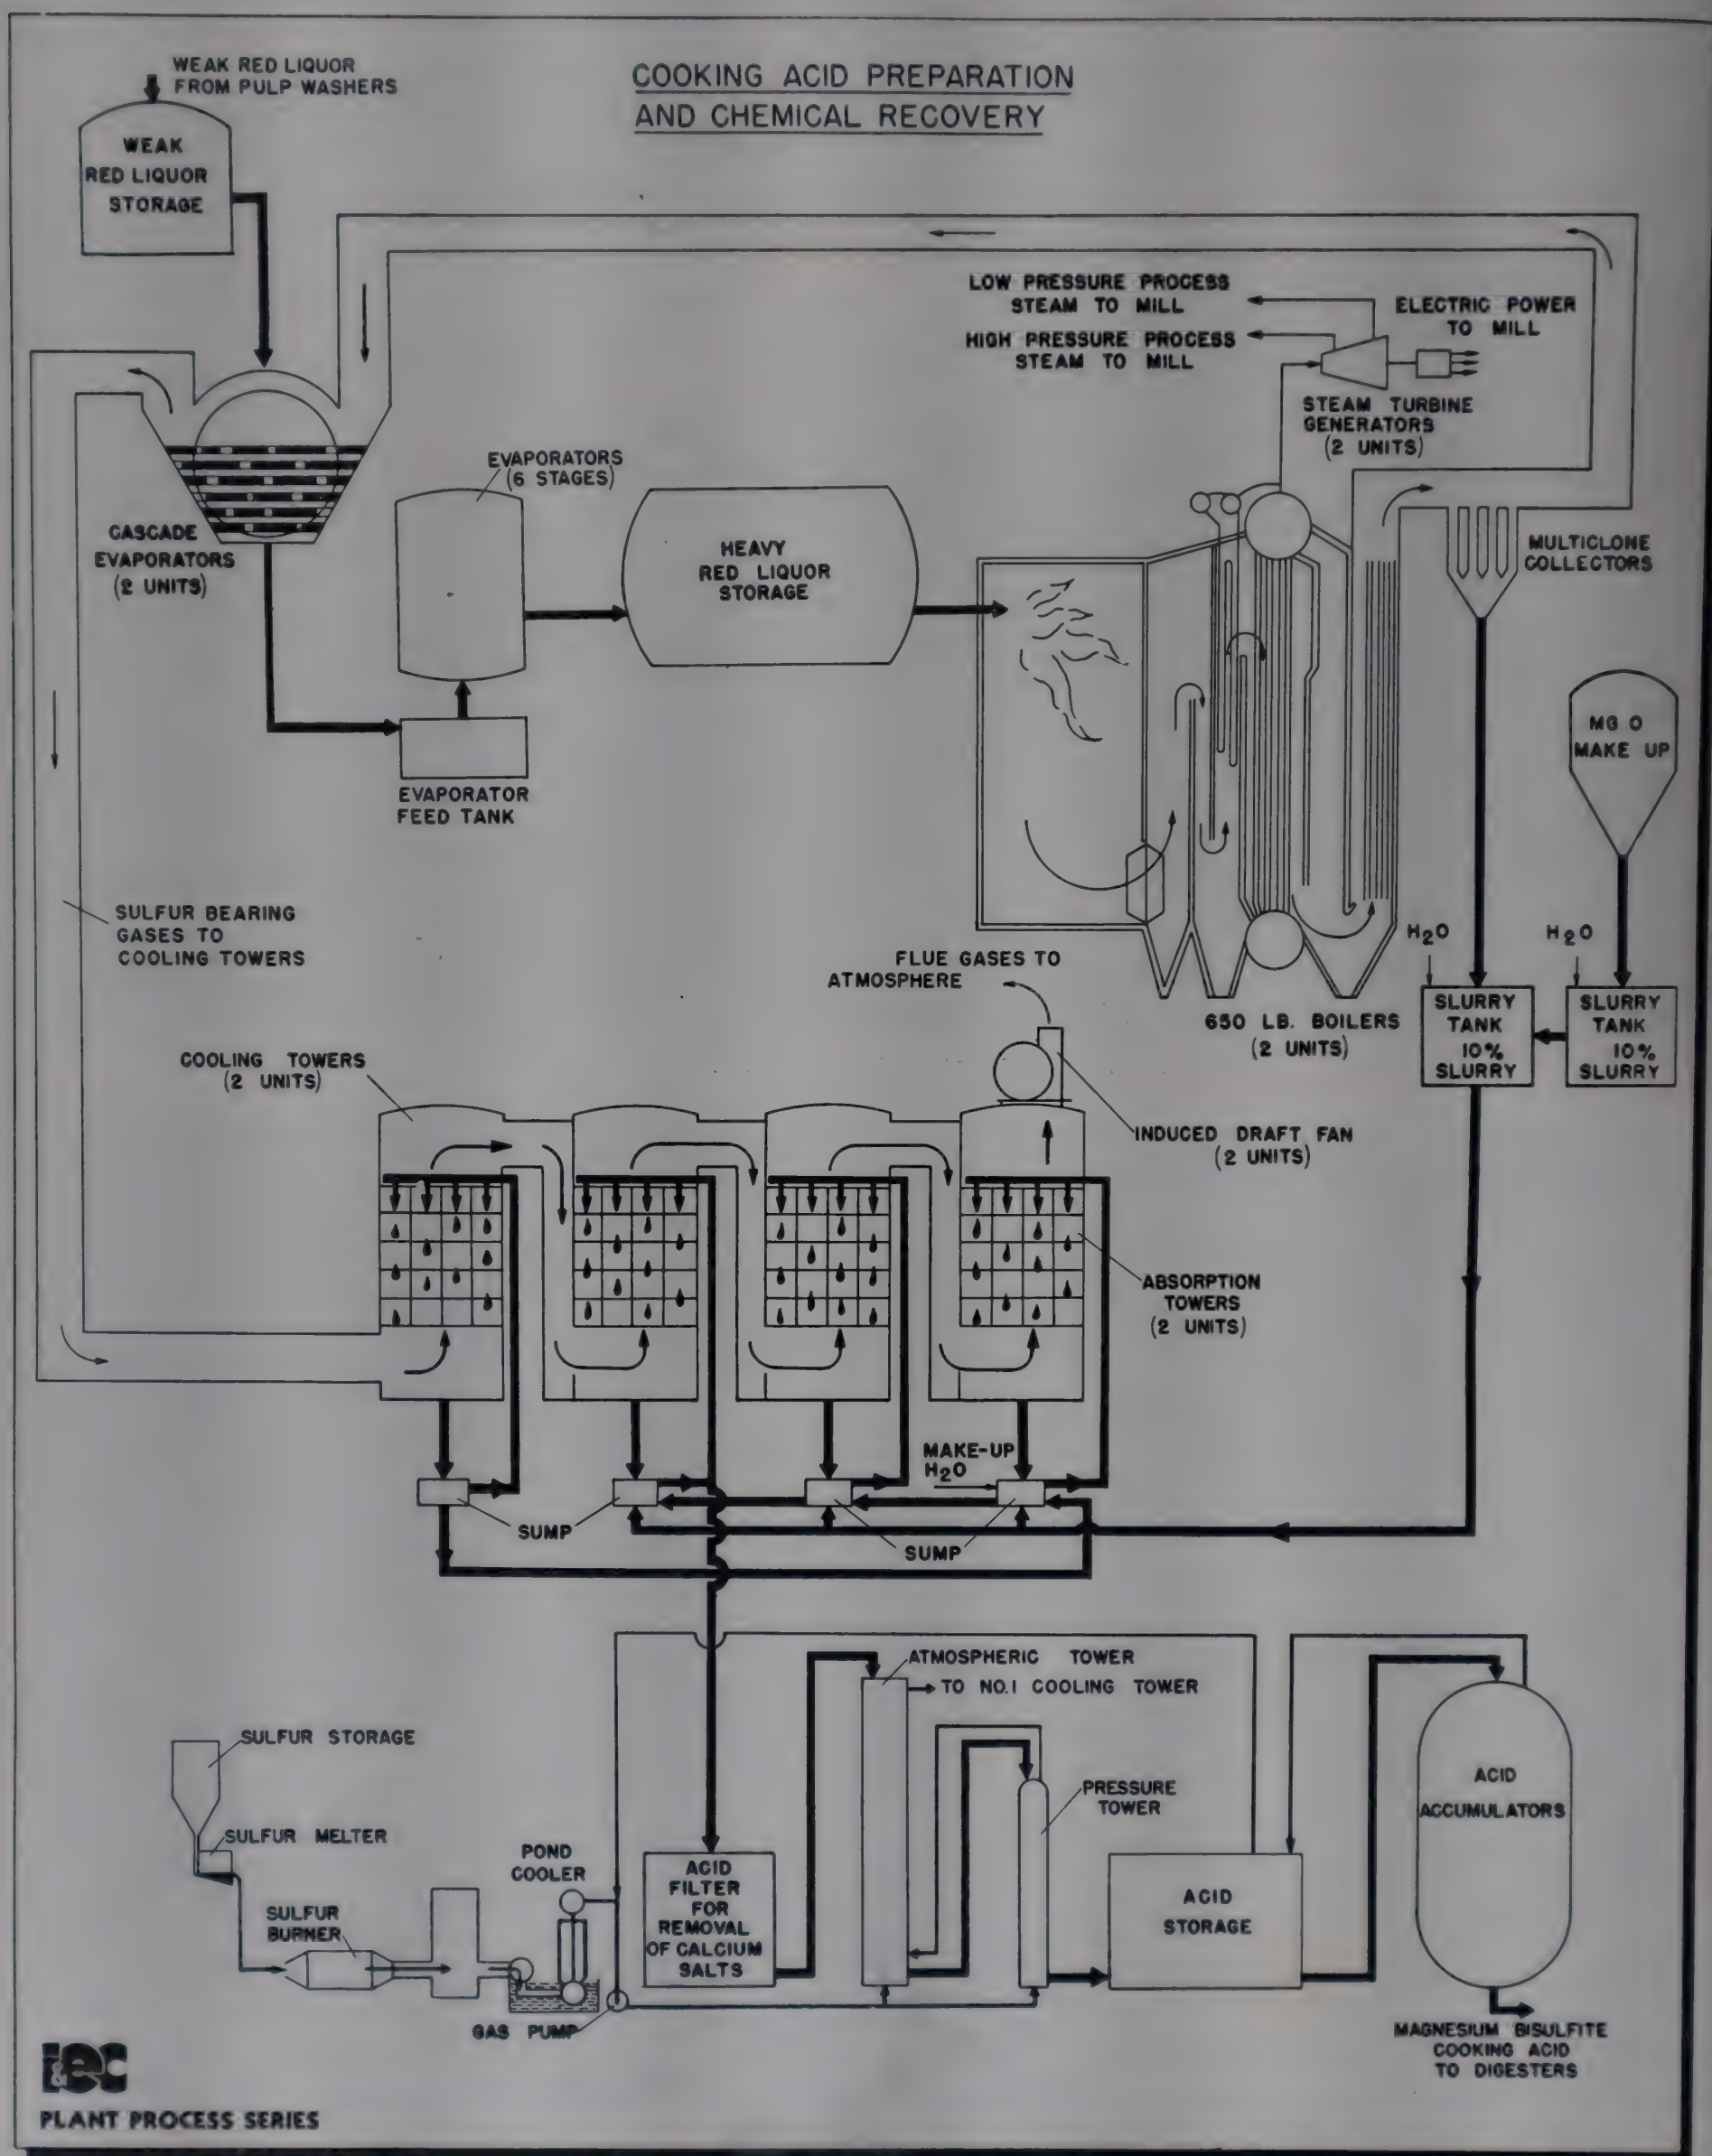 WEAK RED LIQUOR
FROM PULP WASHERS
COOKING ACID PREPARATION
AND CHEMICAL RECOVERY
WEAK
RED LIQUOR
STORAGE
LOW PRESSURE PROCESS
STEAM TO MILL
HIGH PRESSURE PROCESS
STEAM TO MILL
ELECTRIC POWER
TO MILL
STEAM TURBINE
GENERATORS
(2 UNITS)
EVAPORATORS
(6 STAGES)
CASCADE
EVAPORATORS
(2 UNITS)
HEAVY
RED LIQUOR
STORAGE
MULTICLONE
COLLECTORS
MG O
MAKE UP
EVAPORATOR
FEED TANK
SULFUR BEARING
GASES TO
COOLING TOWERS
H2O
H2O
FLUE GASES TO
ATMOSPHERE
650 LB. BOILERS
(2 UNITS)
SLURRY
TANK
10%
SLURRY
SLURRY
TANK
10%
SLURRY
COOLING TOWERS
(2 UNITS)
INDUCED DRAFT FAN
(2 UNITS)
ABSORPTION
TOWERS
(2 UNITS)
MAKE-UP
H2O
SUMP
SUMP
ATMOSPHERIC TOWER
TO NO.1 COOLING TOWER
SULFUR STORAGE
SULFUR MELTER
SULFUR
BURNER
POND
COOLER
GAS PUMP
ACID
FILTER
FOR
REMOVAL
OF CALCIUM
SALTS
PRESSURE
TOWER
ACID
STORAGE
ACID
ACCUMULATORS
MAGNESIUM BISULFITE
COOKING ACID
TO DIGESTERS
I&EC
PLANT PROCESS SERIES